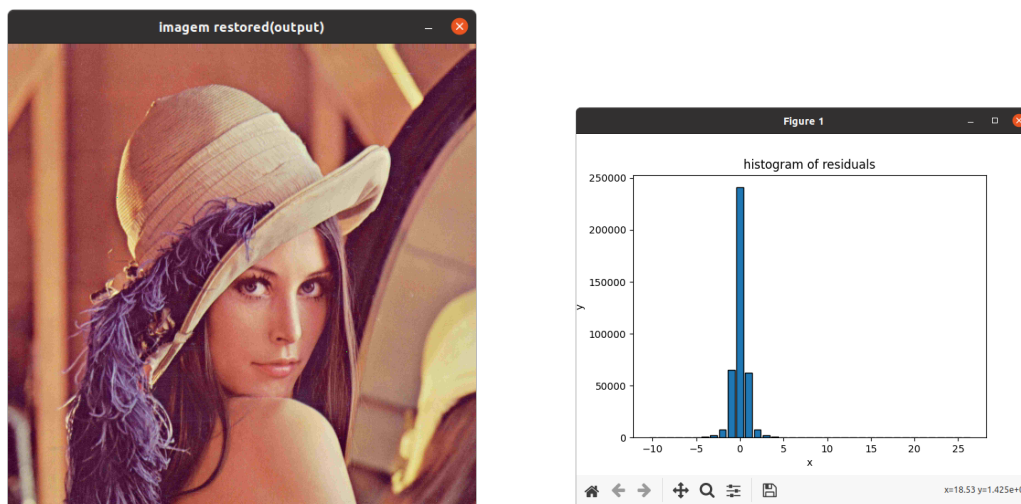 imagem restored(output)
Figure 1
histogram of residuals
250000
200000
150000
100000
50000
0
y
−10 −5 0 5 10 15 20 25
x
x=18.53 y=1.425e+0